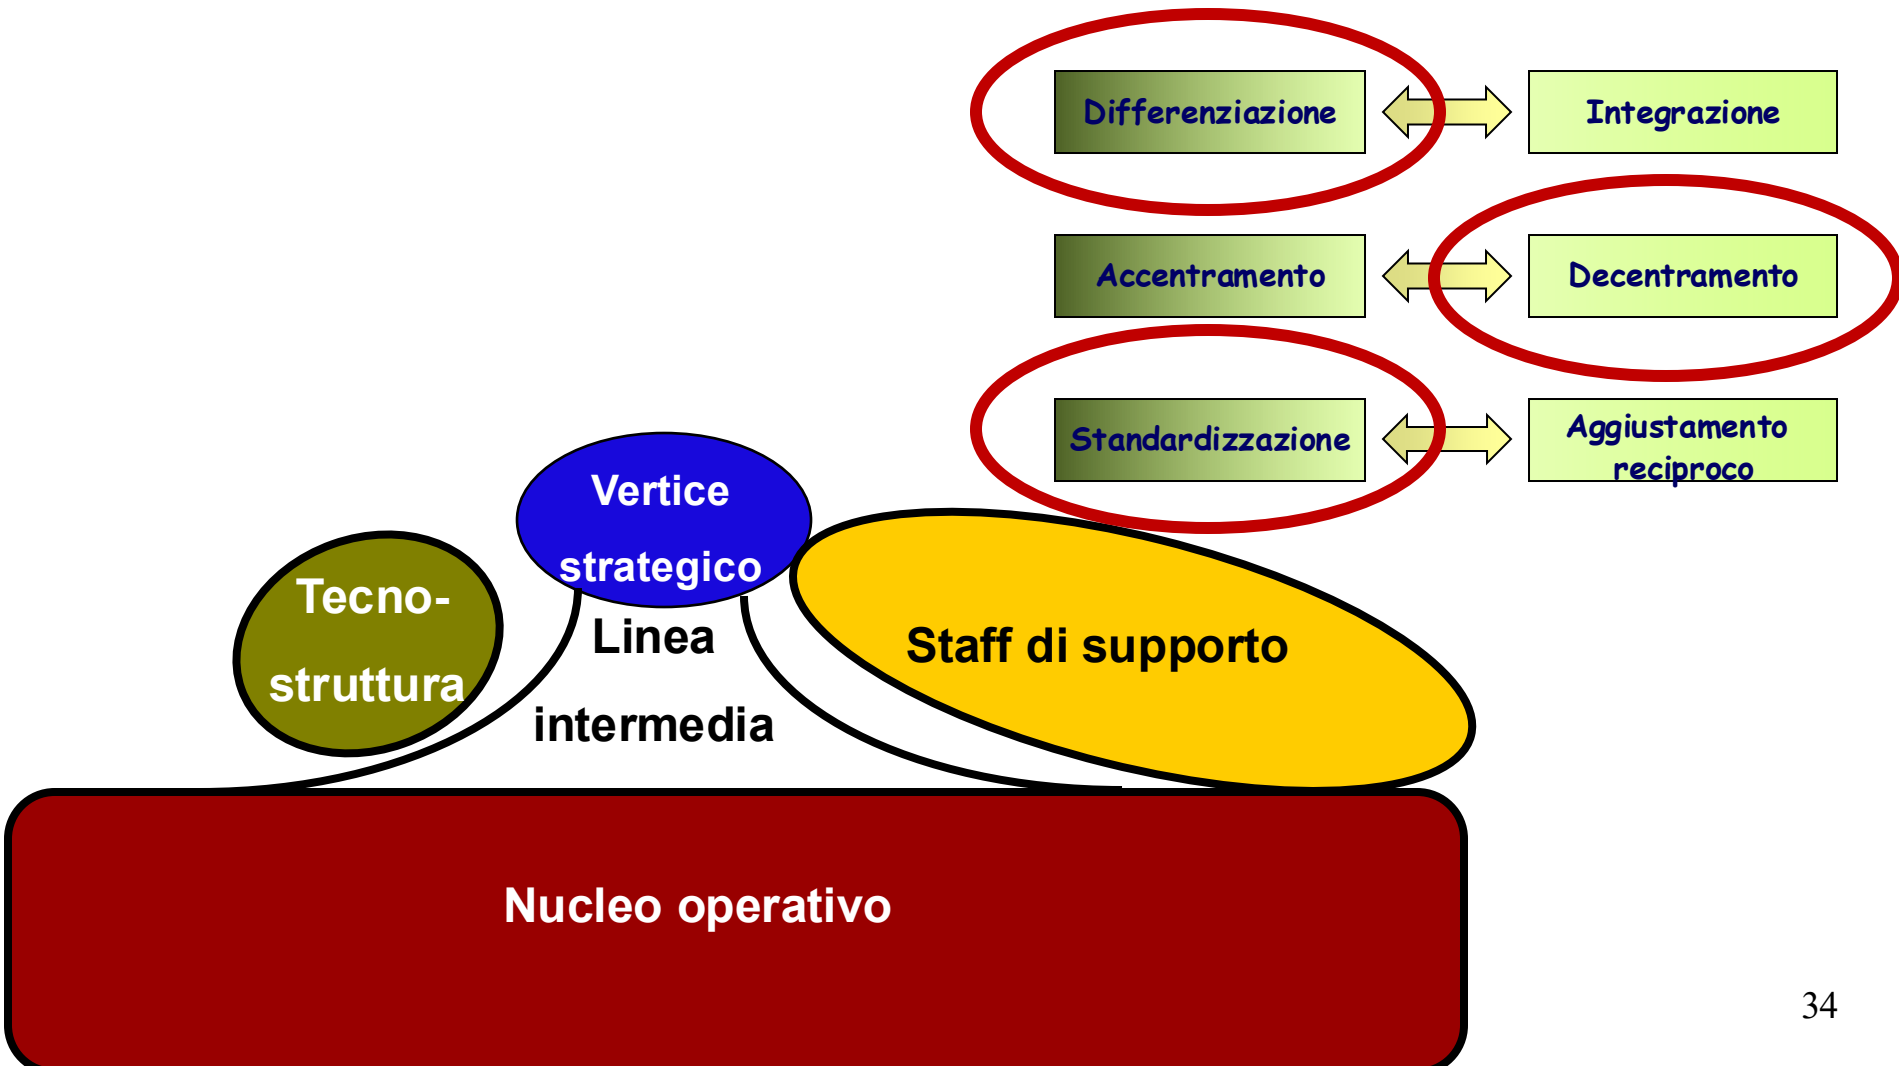 Differenziazione
Integrazione
Accentramento
Decentramento
Standardizzazione
Aggiustamento
reciproco
Vertice
strategico
Tecno-
struttura
Linea
intermedia
Staff di supporto
Nucleo operativo
34